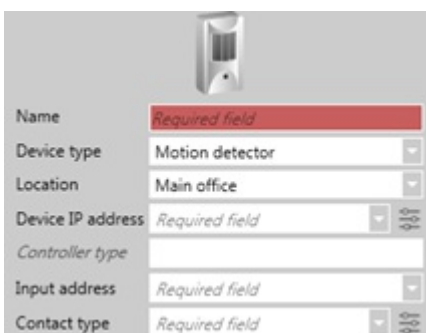 Name Required field
Device type Motion detector
Location Main office
Device IP address Required field
Controller type
Input address Required field
Contact type Required field